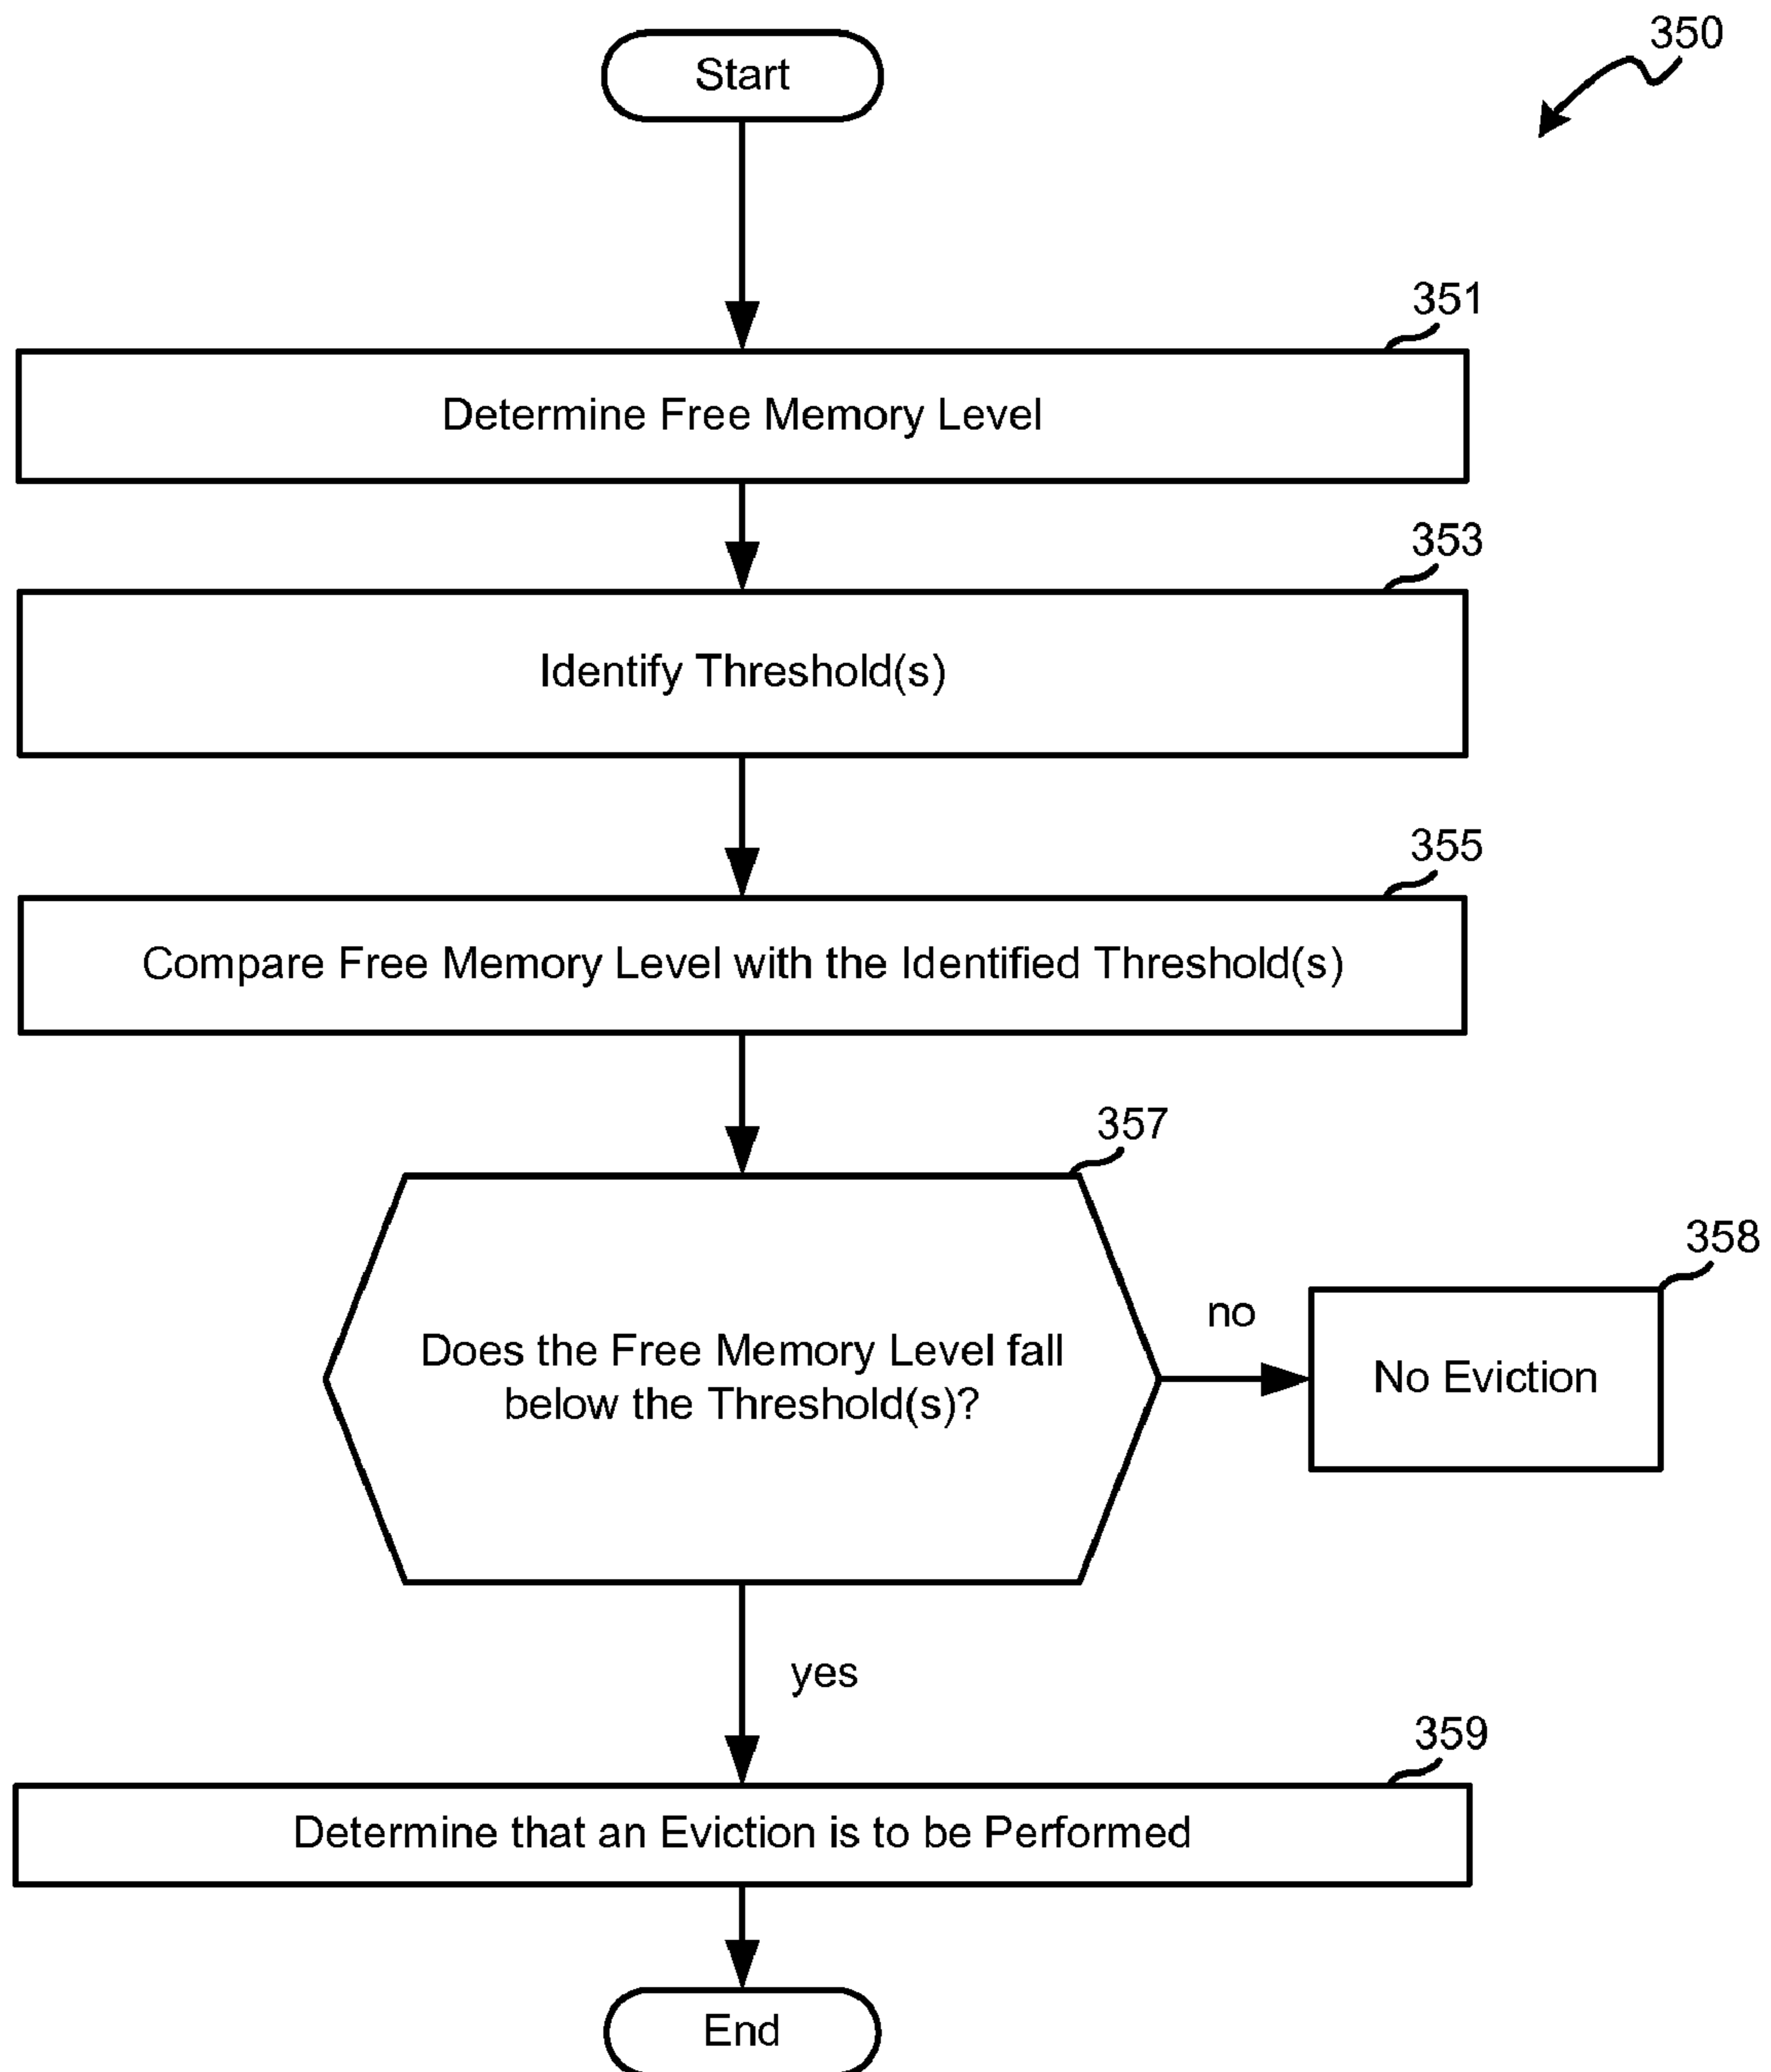 350
Start
351
Determine Free Memory Level
353
Identify Threshold(s)
355
Compare Free Memory Level with the Identified Threshold(s)
357
Does the Free Memory Level fall
below the Threshold(s)?
no
358
No Eviction
yes
359
Determine that an Eviction is to be Performed
End